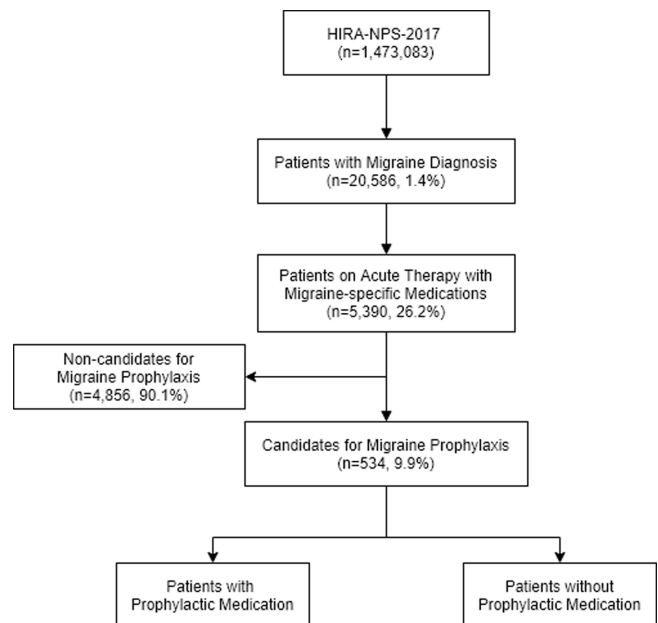 HIRA-NPS-2017
(n=1,473,083)
Patients with Migraine Diagnosis
(n=20,586, 1.4%)
Patients on Acute Therapy with
Migraine-specific Medications
(n=5,390, 26.2%)
Non-candidates for
Migraine Prophylaxis
(n=4,856, 90.1%)
Candidates for Migraine Prophylaxis
(n=534, 9.9%)
Patients with
Prophylactic Medication
Patients without
Prophylactic Medication